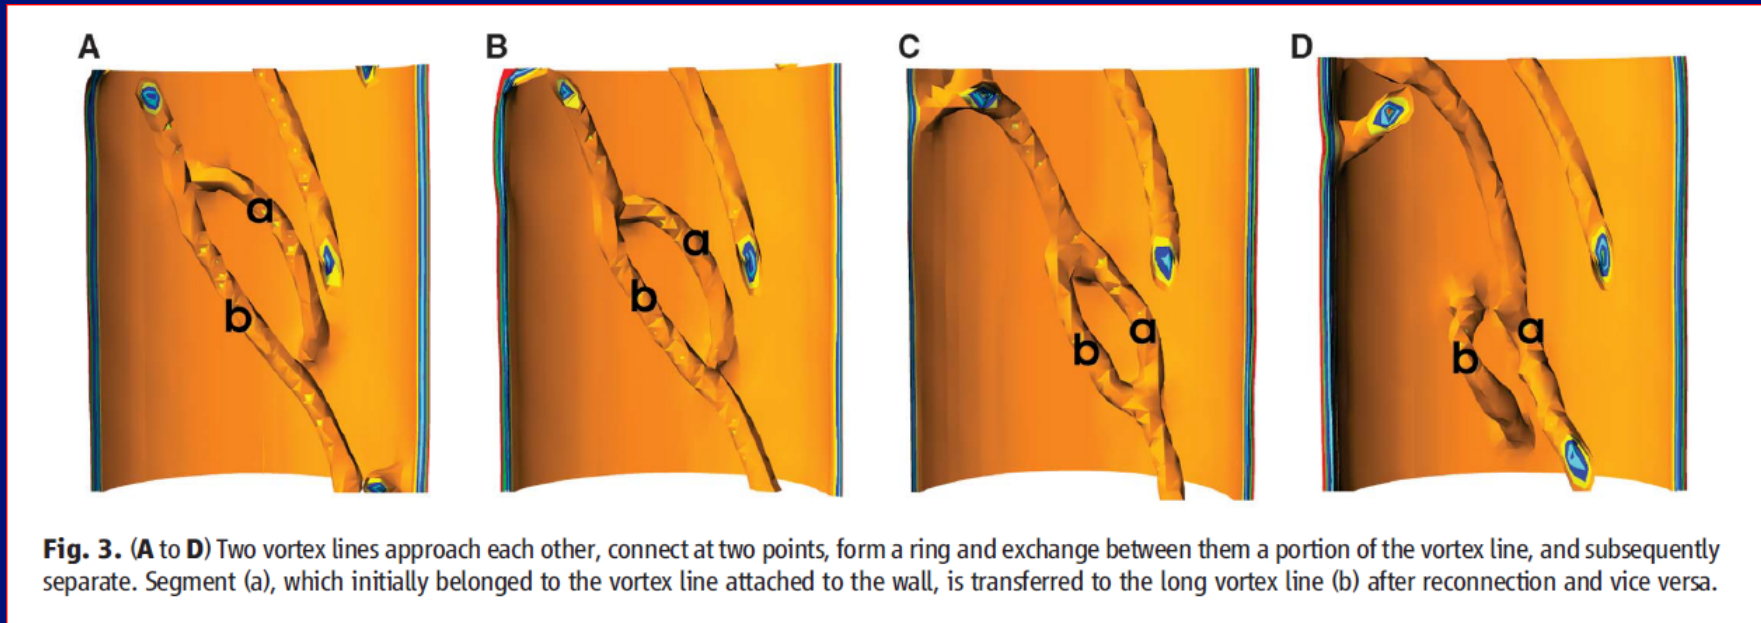 A B C D
a a a a
b b b b
Fig. 3. (A to D) Two vortex lines approach each other, connect at two points, form a ring and exchange between them a portion of the vortex line, and subsequently
separate. Segment (a), which initially belonged to the vortex line attached to the wall, is transferred to the long vortex line (b) after reconnection and vice versa.